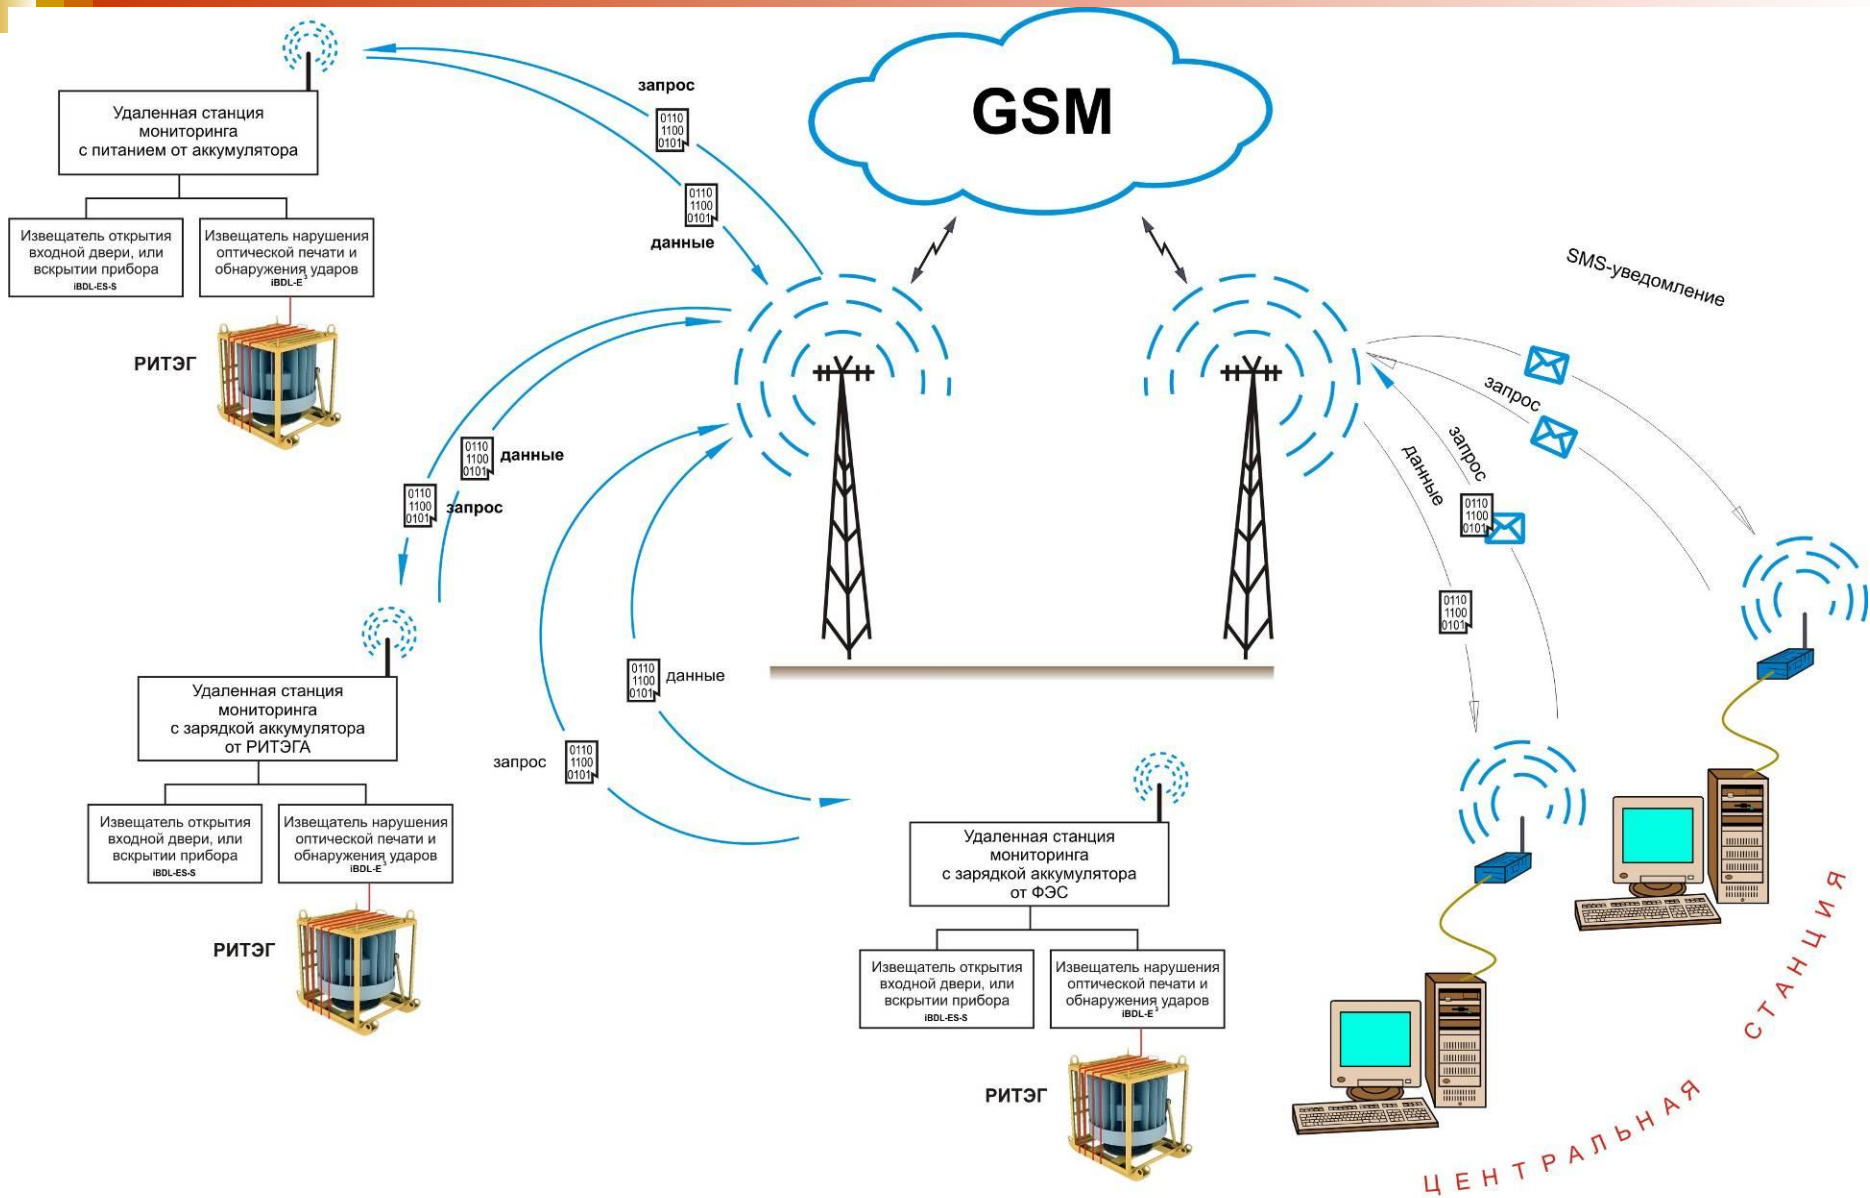 GSM
запрос
0110
1100
0101
0110
1100
0101
данные
Удаленная станция
мониторинга
с питанием от аккумулятора
Извещатель открытия
входной двери, или
вскрытии прибора
iBDL-ES-S
Извещатель нарушения
оптической печати и
обнаружения ударов
iBDL-E³
РИТЭГ
0110
1100
0101
данные
0110
1100
0101
запрос
Удаленная станция
мониторинга
с зарядкой аккумулятора
от РИТЭГА
Извещатель открытия
входной двери, или
вскрытии прибора
iBDL-ES-S
Извещатель нарушения
оптической печати и
обнаружения ударов
iBDL-E³
РИТЭГ
0110
1100
0101
данные
запрос
0110
1100
0101
Удаленная станция
мониторинга
с зарядкой аккумулятора
от ФЭС
Извещатель открытия
входной двери, или
вскрытии прибора
iBDL-ES-S
Извещатель нарушения
оптической печати и
обнаружения ударов
iBDL-E³
РИТЭГ
SMS-уведомление
запрос
запрос
данные
0110
1100
0101
0110
1100
0101
ЦЕНТРАЛЬНАЯ СТАНЦИЯ